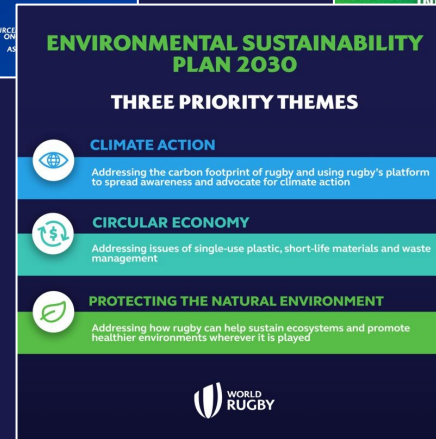 ENVIRONMENTAL SUSTAINABILITY
PLAN 2030
THREE PRIORITY THEMES
CLIMATE ACTION
Addressing the carbon footprint of rugby and using rugby's platform
to spread awareness and advocate for climate action
$
CIRCULAR ECONOMY
Addressing issues of single-use plastic, short-life materials and waste
management
PROTECTING THE NATURAL ENVIRONMENT
Addressing how rugby can help sustain ecosystems and promote
healthier environments wherever it is played
WORLD
RUGBY